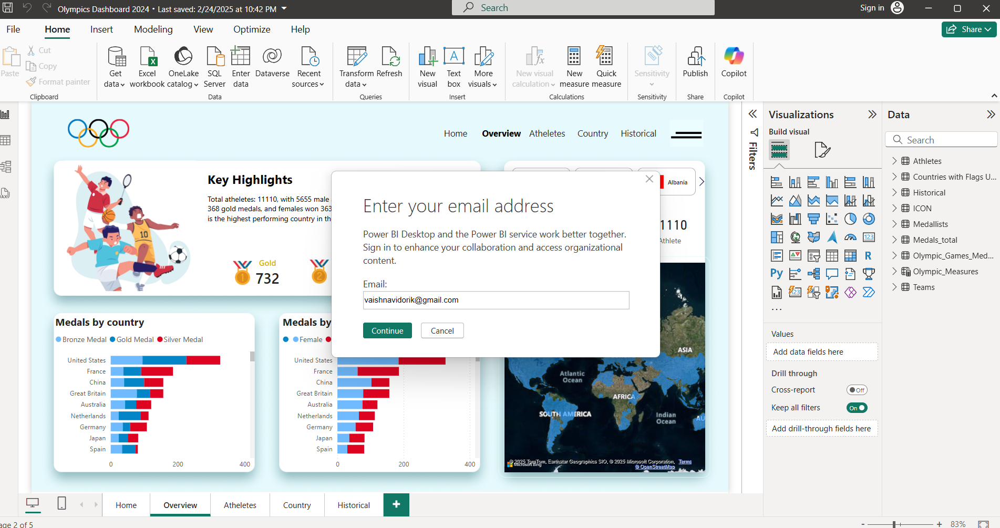 Olympics Dashboard 2024 • Last saved: 2/24/2025 at 10:42 PM
Search
Sign in
File Home Insert Modeling View Optimize Help
Share
Paste
Cut
Copy
Format painter
Clipboard
Get data
Excel workbook
OneLake catalog
SQL Server
Enter data
Dataverse
Recent sources
Data
Transform data
Refresh
Queries
New visual
Text box
More visuals
Insert
New visual calculation
New measure
Quick measure
Calculations
Sensitivity
Sensitivity
Publish
Share
Copilot
Copilot
Home Overview Atheletes Country Historical
Key Highlights
Total atheletes: 11110, with 5655 male
368 gold medals, and females won 363
is the highest performing country in th
Gold
732
1
2
10
Albania
1110
Athlete
Enter your email address
Power BI Desktop and the Power BI service work better together.
Sign in to enhance your collaboration and access organizational
content.
Email:
vaishnavidorik@gmail.com
Continue
Cancel
Medals by country
Bronze Medal Gold Medal Silver Medal
United States
France
China
Great Britain
Australia
Netherlands
Germany
Japan
Spain
0 200 400
Medals by
Female
United States
France
China
Great Britain
Australia
Netherlands
Germany
Japan
Spain
0 200 400
ASIA
Atlantic
Ocean
AFRICA
SOUTH AMERICA
Indian
Ocean
AU
© 2025 TomTom, Earthstar Geographics SIO, © 2025 Microsoft Corporation, Terms
© OpenStreetMap
Microsoft Bing
Filters
Visualizations
Build visual
123
R
Py
123
...
Values
Add data fields here
Drill through
Cross-report
Off
Keep all filters
On
Add drill-through fields here
Data
Search
Athletes
Countries with Flags U...
Historical
ICON
Medallists
Medals_total
Olympic_Games_Med...
Olympic_Measures
Teams
DAX
Home Overview Atheletes Country Historical +
age 2 of 5
- + 83%